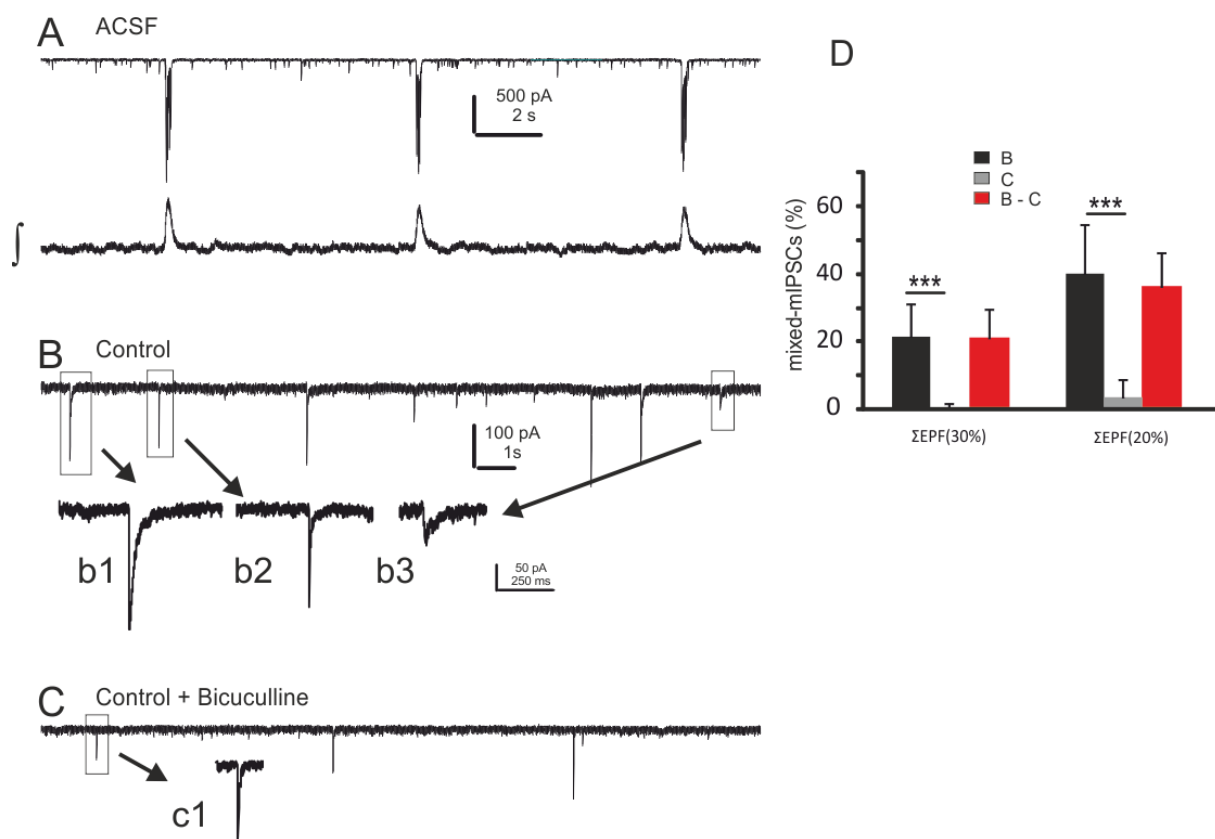 A ACSF
500 pA
2 s
∫
B Control
100 pA
1s
b1
b2
b3
50 pA
250 ms
C Control + Bicuculline
c1
D
B
C
B - C
mixed-mIPSCs (%)
60
40
20
0
***
***
ΣEPF(30%)
ΣEPF(20%)